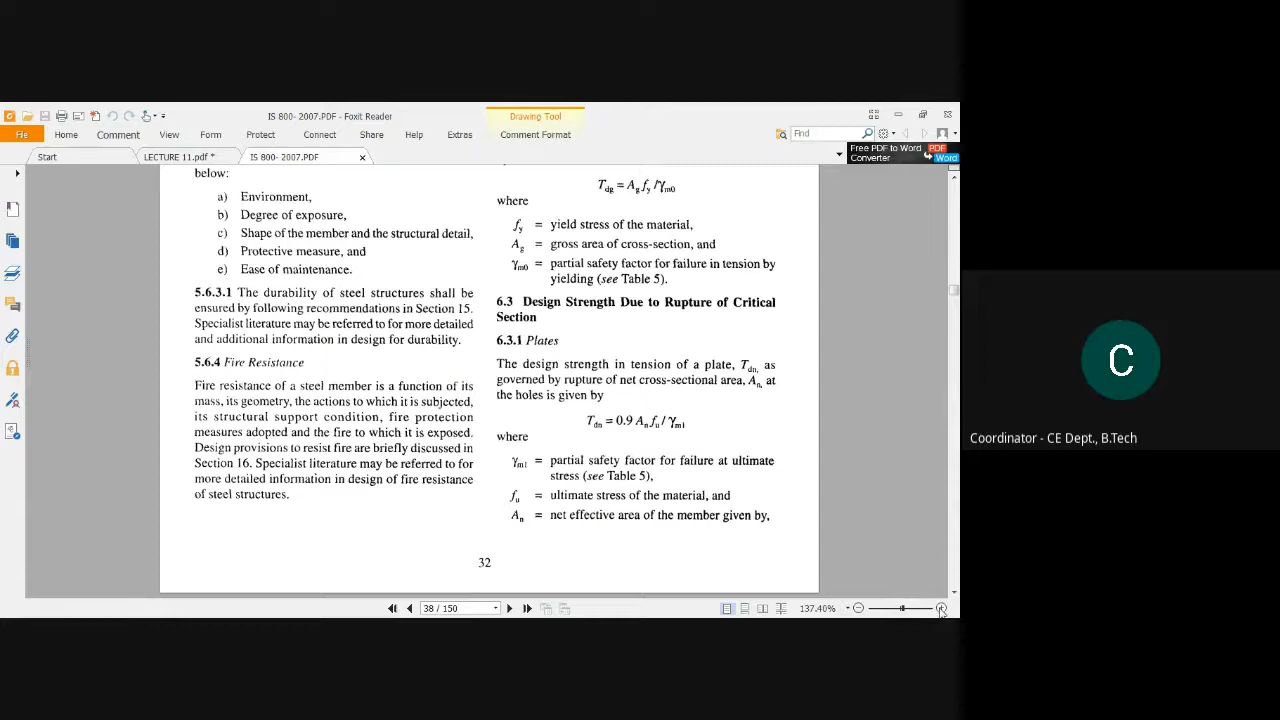 IS 800- 2007.PDF - Foxit Reader
Drawing Tool
File
Home
Comment
View
Form
Protect
Connect
Share
Help
Extras
Comment Format
Find
Start
LECTURE 11.pdf *
IS 800- 2007.PDF
Free PDF to Word
Converter
PDF
Word
below:
a) Environment,
b) Degree of exposure,
c) Shape of the member and the structural detail,
d) Protective measure, and
e) Ease of maintenance.
5.6.3.1 The durability of steel structures shall be
ensured by following recommendations in Section 15.
Specialist literature may be referred to for more detailed
and additional information in design for durability.
5.6.4 Fire Resistance
Fire resistance of a steel member is a function of its
mass, its geometry, the actions to which it is subjected,
its structural support condition, fire protection
measures adopted and the fire to which it is exposed.
Design provisions to resist fire are briefly discussed in
Section 16. Specialist literature may be referred to for
more detailed information in design of fire resistance
of steel structures.
Tdg = Ag fy /γm0
where
fy = yield stress of the material,
Ag = gross area of cross-section, and
γm0 = partial safety factor for failure in tension by
yielding (see Table 5).
6.3 Design Strength Due to Rupture of Critical
Section
6.3.1 Plates
The design strength in tension of a plate, Tdn, as
governed by rupture of net cross-sectional area, An, at
the holes is given by
Tdn = 0.9 An fu / γm1
where
γm1 = partial safety factor for failure at ultimate
stress (see Table 5),
fu = ultimate stress of the material, and
An = net effective area of the member given by,
32
38 / 150
137.40%
C
Coordinator - CE Dept., B.Tech